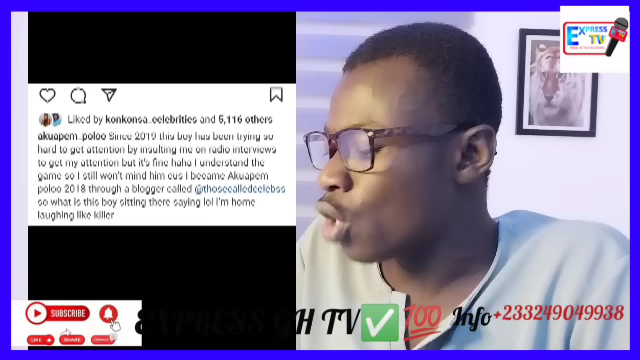 EXPRESS
TV
Liked by konkonsa_celebrities and 5,116 others
akuapem_poloo Since 2019 this boy has been trying so
hard to get attention by insulting me on radio interviews
to get my attention but it's fine haha I understand the
game so I still won't mind him cus I became Akuapem
poloo 2018 through a blogger called @thosecalledcelebss
so what is this boy sitting there saying lol I'm home
laughing like killer
SUBSCRIBE
LIKE
SHARE
EXPRESS GH TV✅💯 Info+233249049938